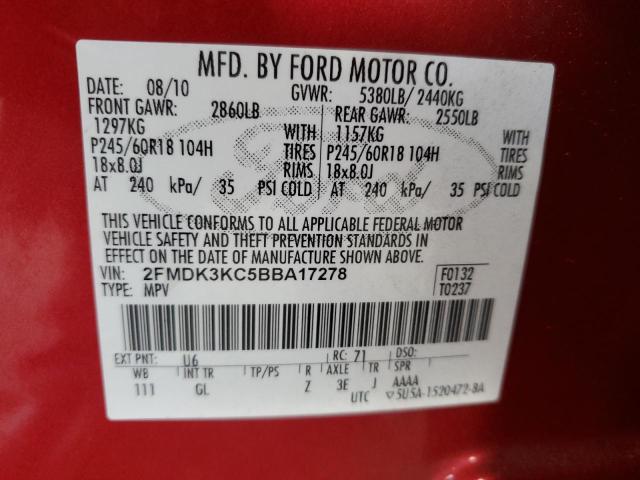 MFD. BY FORD MOTOR CO.
DATE: 08/10 GVWR: 5380LB/ 2440KG
FRONT GAWR: 2860LB REAR GAWR: 2550LB
1297KG WITH 1157KG WITH
P245/60R18 104H TIRES P245/60R18 104H TIRES
18x8.0J RIMS 18x8.0J RIMS
AT 240 kPa/ 35 PSI COLD AT 240 kPa/ 35 PSI COLD
THIS VEHICLE CONFORMS TO ALL APPLICABLE FEDERAL MOTOR
VEHICLE SAFETY AND THEFT PREVENTION STANDARDS IN
EFFECT ON THE DATE OF MANUFACTURE SHOWN ABOVE.
VIN: 2FMDK3KC5BBA17278 F0132
TYPE: MPV T0237
EXT PNT: U6 RC: 71 DSO:
WB INT TR TP/PS R AXLE TR SPR
111 GL Z 3E J AAAA
UTC ▽5U5A-1520472-BA
Ford